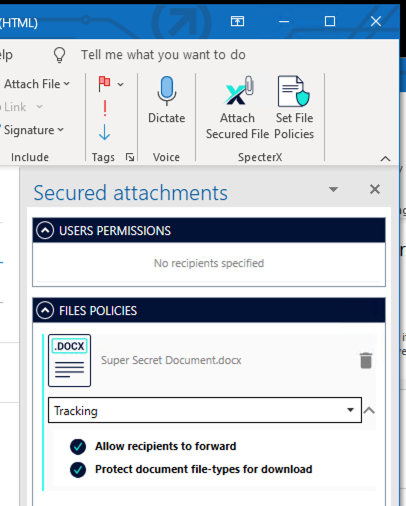 (HTML)
elp
Tell me what you want to do
Attach File
Link
Signature
Dictate
Attach
Secured File
Set File
Policies
Include
Tags
Voice
SpecterX
Secured attachments
USERS PERMISSIONS
No recipients specified
FILES POLICIES
.DOCX
Super Secret Document.docx
Tracking
Allow recipients to forward
Protect document file-types for download